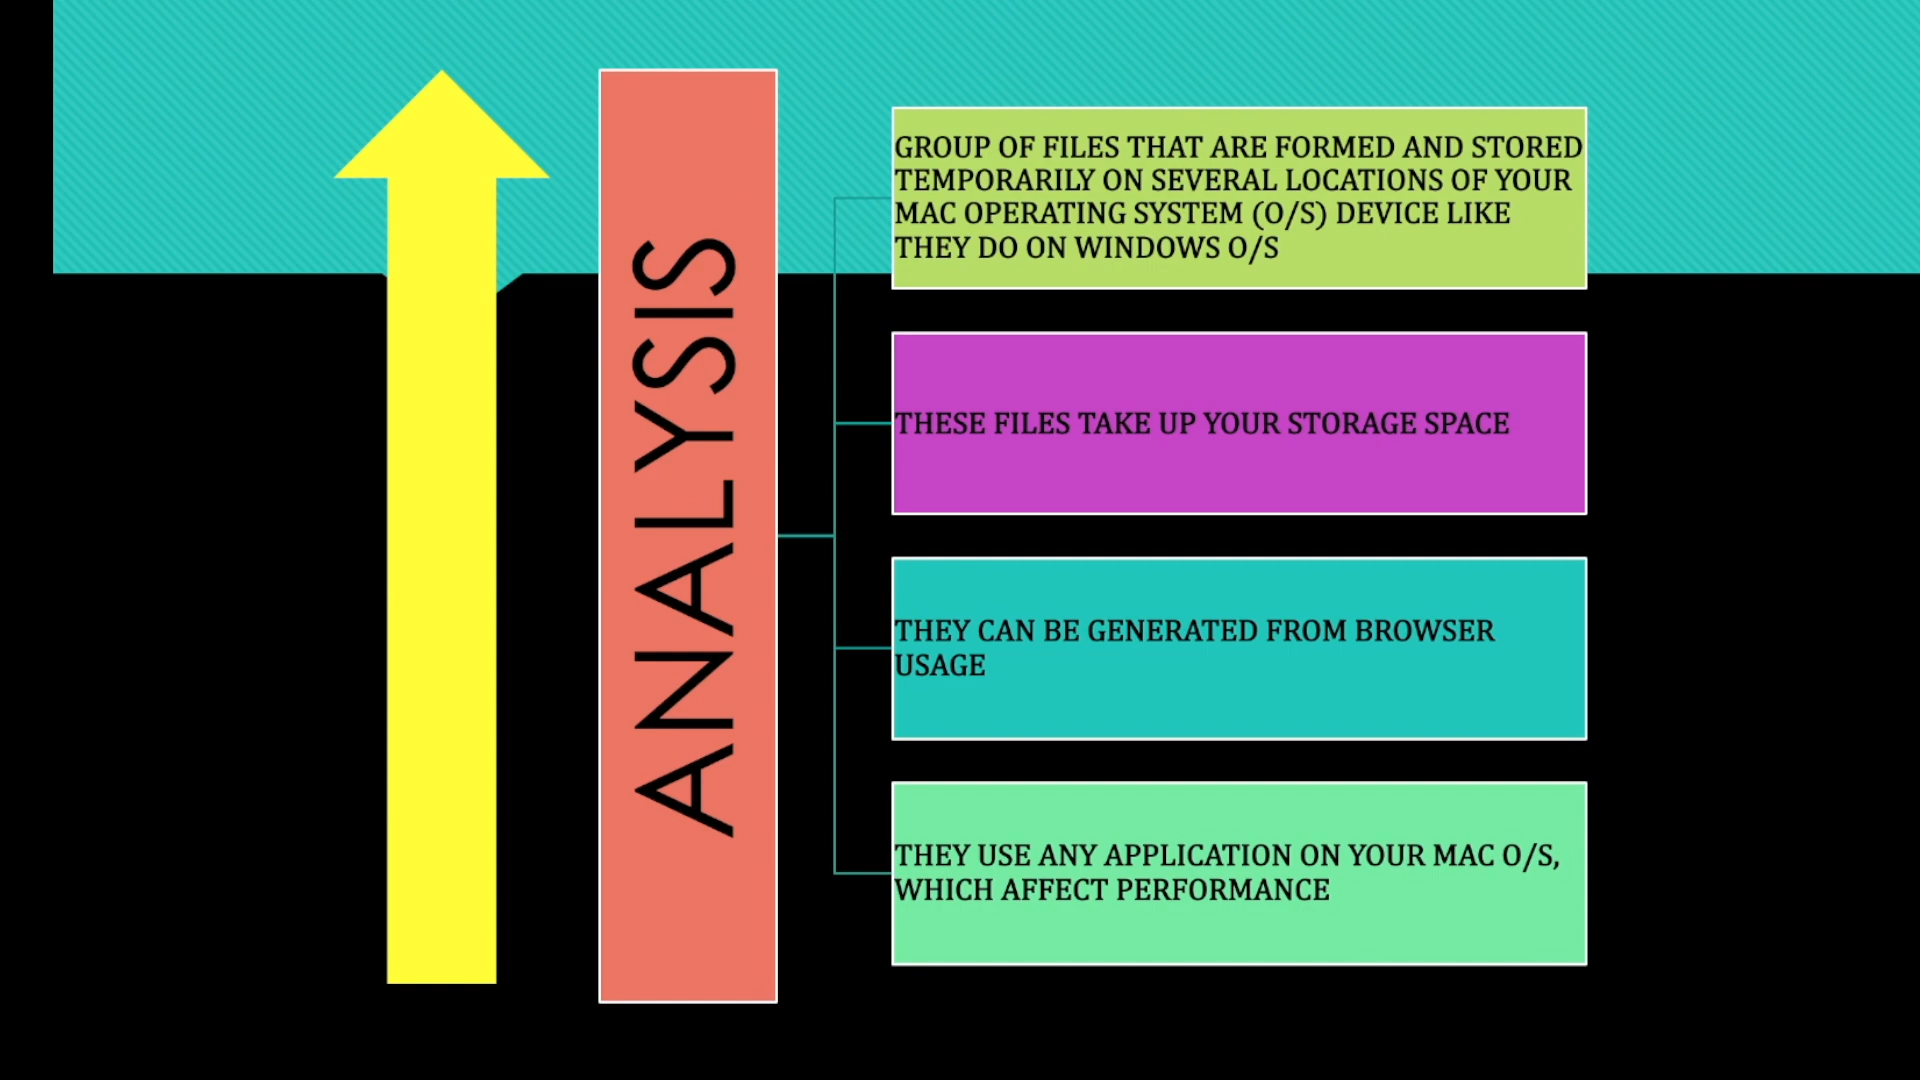 ANALYSIS
GROUP OF FILES THAT ARE FORMED AND STORED
TEMPORARILY ON SEVERAL LOCATIONS OF YOUR
MAC OPERATING SYSTEM (O/S) DEVICE LIKE
THEY DO ON WINDOWS O/S
THESE FILES TAKE UP YOUR STORAGE SPACE
THEY CAN BE GENERATED FROM BROWSER
USAGE
THEY USE ANY APPLICATION ON YOUR MAC O/S,
WHICH AFFECT PERFORMANCE